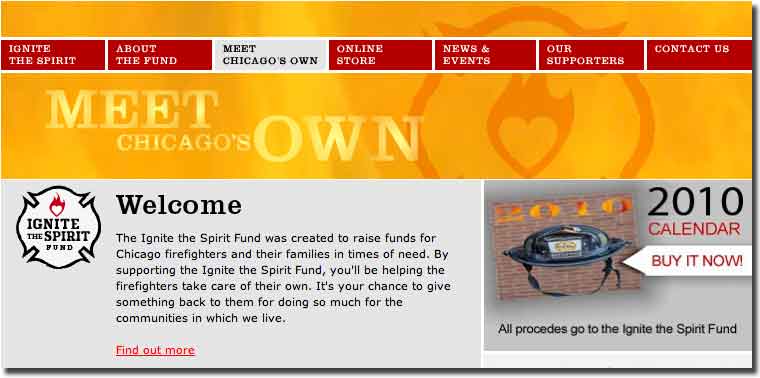 IGNITE
THE SPIRIT
ABOUT
THE FUND
MEET
CHICAGO'S OWN
ONLINE
STORE
NEWS &
EVENTS
OUR
SUPPORTERS
CONTACT US
MEET
CHICAGO'S OWN
IGNITE
THE SPIRIT
FUND
Welcome
The Ignite the Spirit Fund was created to raise funds for
Chicago firefighters and their families in times of need. By
supporting the Ignite the Spirit Fund, you'll be helping the
firefighters take care of their own. It's your chance to give
something back to them for doing so much for the
communities in which we live.
Find out more
2010
2010
CALENDAR
BUY IT NOW!
All procedes go to the Ignite the Spirit Fund